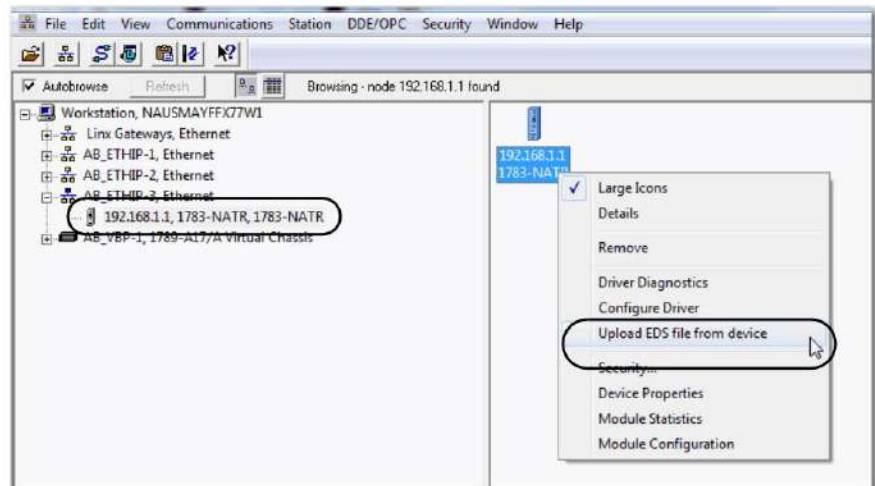 File Edit View Communications Station DDE/OPC Security Window Help
Autobrowse Refresh Browsing - node 192.168.1.1 found
Workstation, NAUSMAYFFX77W1
Linx Gateways, Ethernet
AB_ETHIP-1, Ethernet
AB_ETHIP-2, Ethernet
AB_ETHIP-3, Ethernet
192.168.1.1, 1783-NATR, 1783-NATR
AB_VBP-1, 1789-A17/A Virtual Chassis
192.168.1.1
1783-NATR
Large Icons
Details
Remove
Driver Diagnostics
Configure Driver
Upload EDS file from device
Security...
Device Properties
Module Statistics
Module Configuration